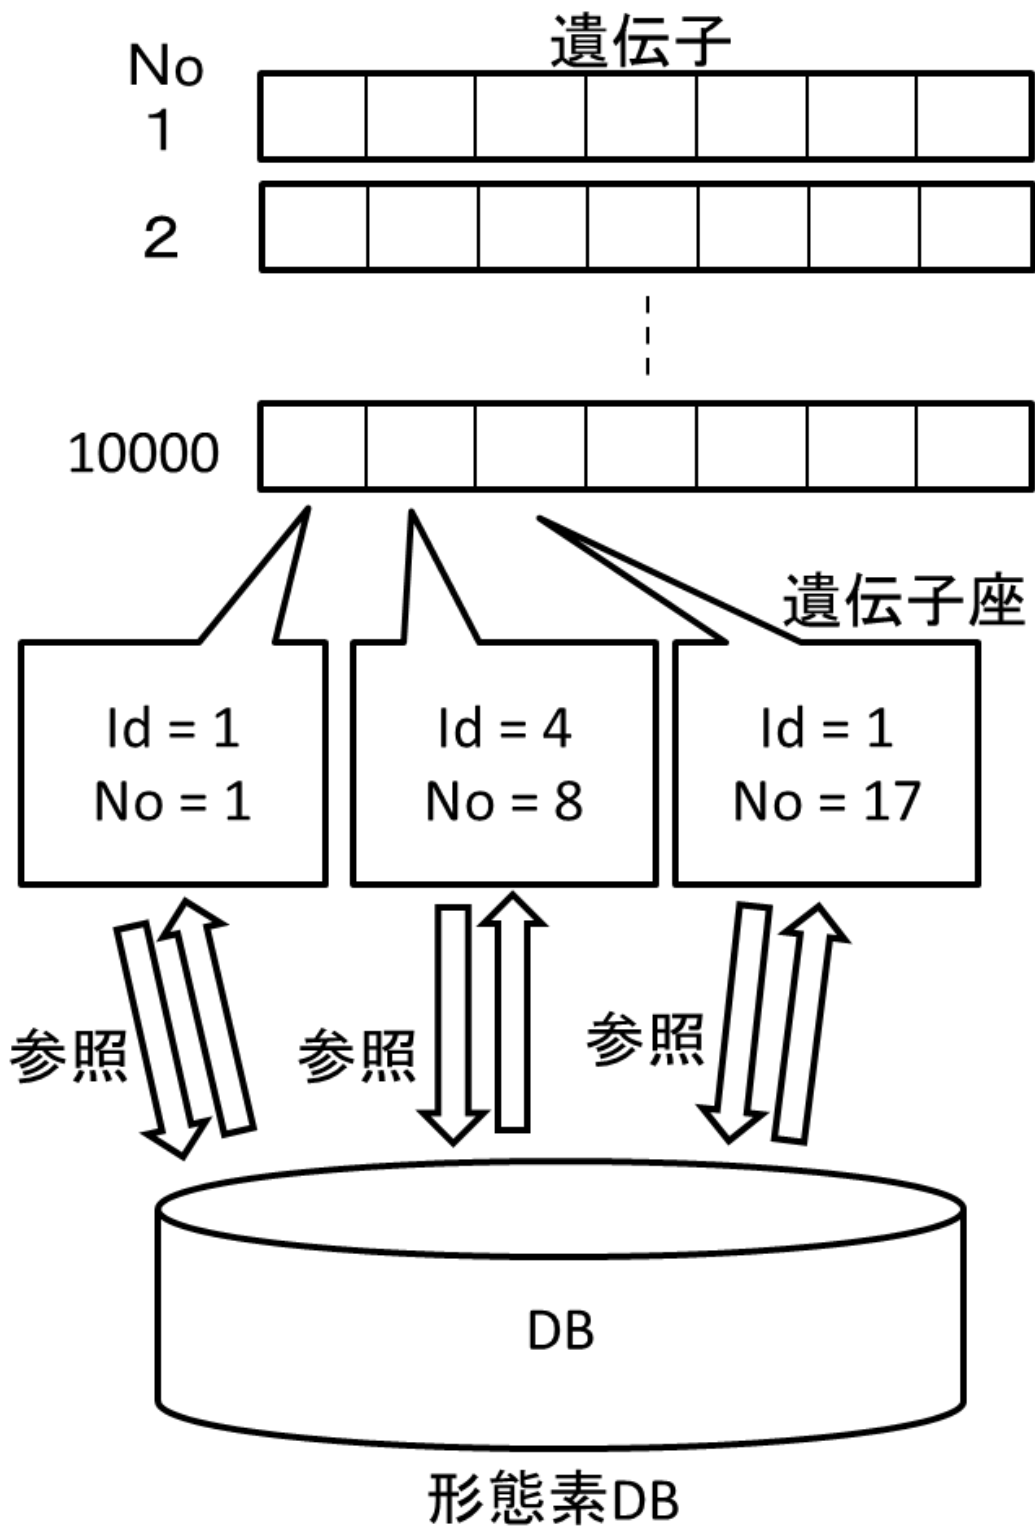 遺伝子
No
1
2
10000
遺伝子座
Id = 1
No = 1
Id = 4
No = 8
Id = 1
No = 17
参照
参照
参照
DB
形態素DB